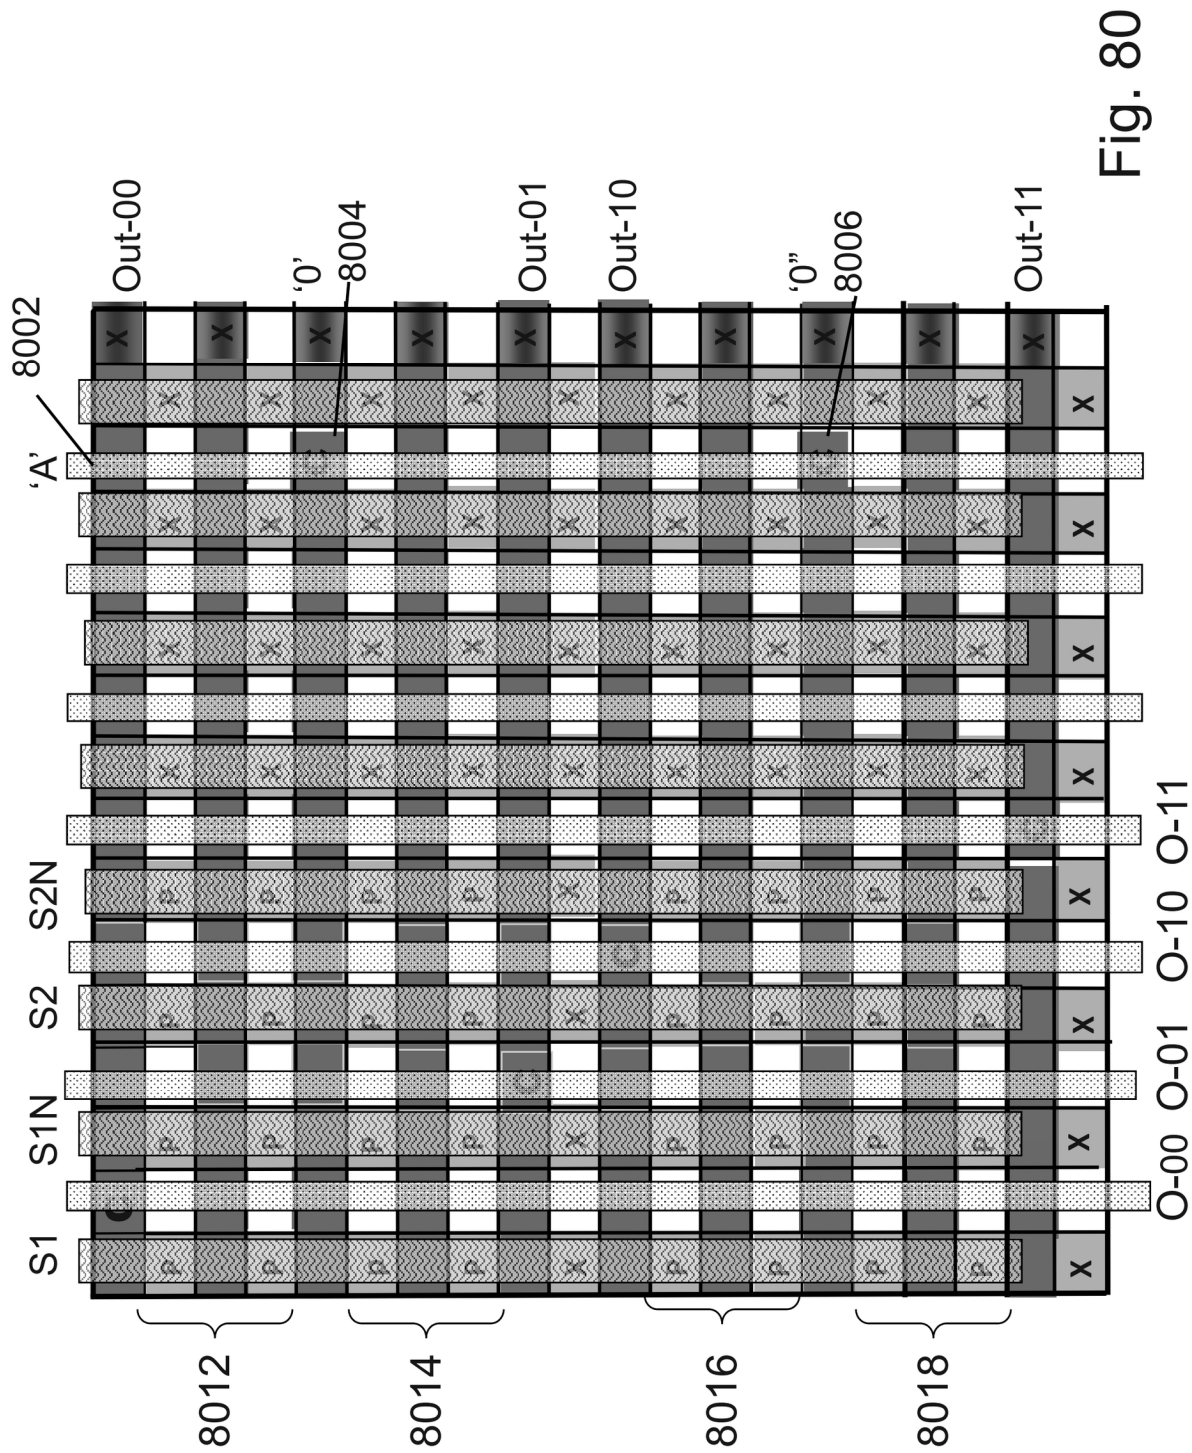 8002
S1 S1N S2 S2N ‘A’
C X Out-00
P P P P X X X X
8012 X
P P P P X X X X
C X ‘0’
8004
P P P P X X X X
8014 X
P P P P X X X X
C X Out-01
X X X X X X X X
C X Out-10
P P P P X X X X
8016 X
P P P P X X X X
C X ‘0”
8006
P P P P X X X X
8018 X
P P P P X X X X
C X Out-11
X X X X X X X X
Fig. 80
O-00 O-01 O-10 O-11